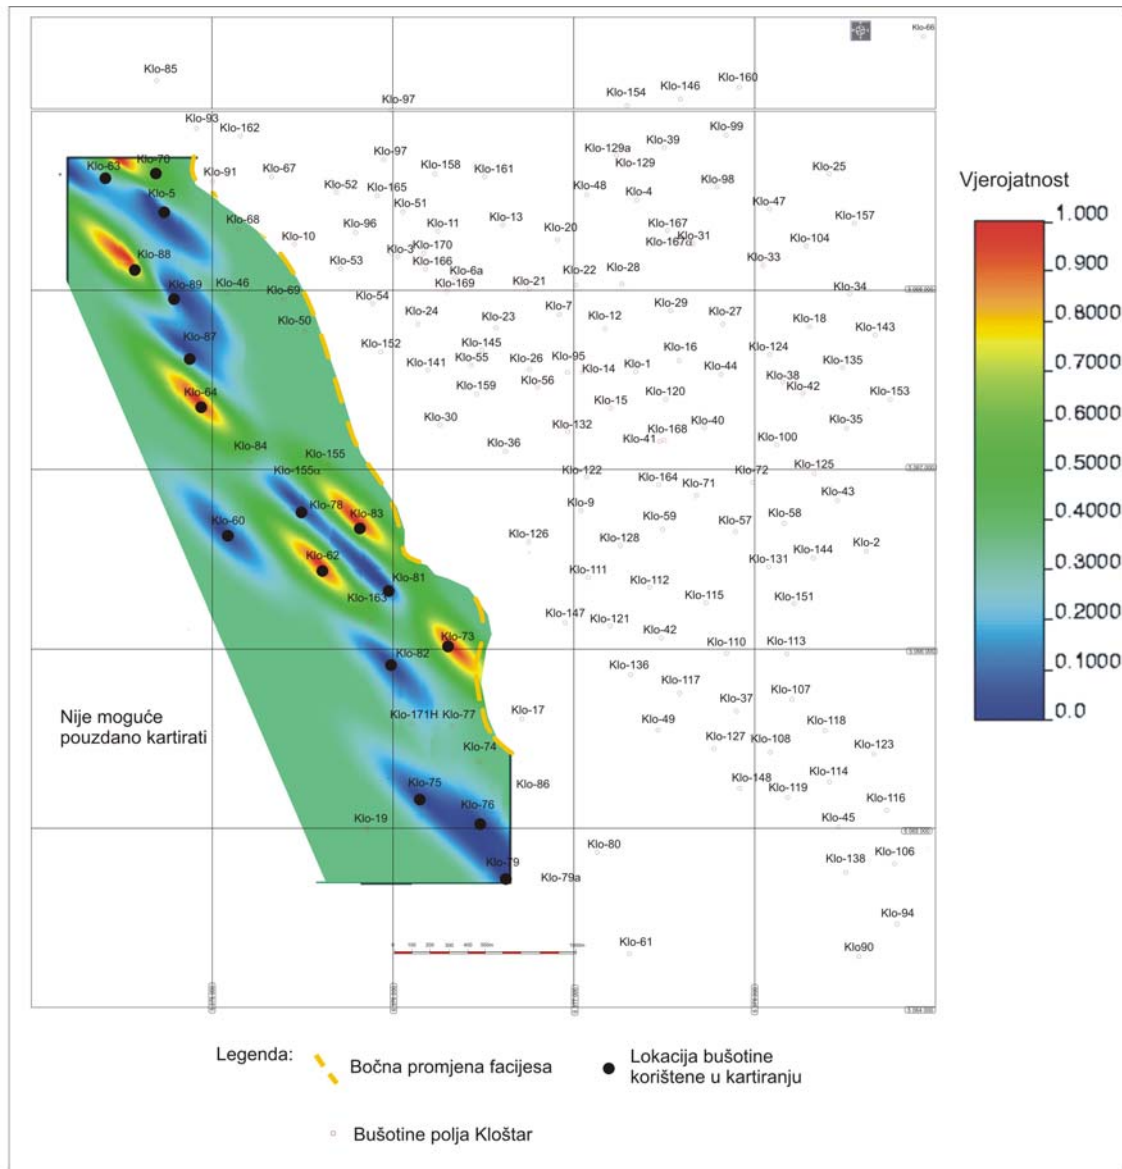 Klo-66
Klo-85
Klo-160
Klo-146
Klo-154
Klo-97
Klo-93
Klo-162
Klo-99
Klo-39
Klo-129a
Klo-97
Klo-129
Klo-158
Klo-161
Klo-25
Klo-70
Klo-67
Klo-63
Klo-91
Klo-52
Klo-165
Klo-48
Klo-4
Klo-98
Vjerojatnost
Klo-5
Klo-51
Klo-47
Klo-157
1.000
Klo-68
Klo-96
Klo-11
Klo-13
Klo-20
Klo-167
Klo-10
Klo-31
Klo-104
Klo-3
Klo-170
Klo-167α
Klo-88
Klo-53
Klo-166
Klo-6a
Klo-22
Klo-28
Klo-33
0.900
Klo-89
Klo-46
Klo-69
Klo-169
Klo-21
Klo-34
Klo-54
Klo-7
Klo-29
0.8000
Klo-50
Klo-24
Klo-23
Klo-12
Klo-27
Klo-18
Klo-143
Klo-87
Klo-152
Klo-145
Klo-16
Klo-124
0.7000
Klo-141
Klo-55
Klo-26
Klo-95
Klo-14
Klo-1
Klo-44
Klo-135
Klo-38
Klo-64
Klo-159
Klo-56
Klo-120
Klo-42
Klo-153
Klo-15
0.6000
Klo-30
Klo-132
Klo-168
Klo-40
Klo-35
Klo-84
Klo-36
Klo-41
Klo-100
Klo-155
0.5000
Klo-155α
Klo-122
Klo-164
Klo-72
Klo-125
Klo-71
Klo-43
Klo-78
Klo-83
Klo-9
0.4000
Klo-60
Klo-59
Klo-57
Klo-58
Klo-126
Klo-128
Klo-2
Klo-62
Klo-131
Klo-144
0.3000
Klo-81
Klo-111
Klo-112
Klo-163
Klo-115
Klo-151
Klo-147
Klo-121
0.2000
Klo-73
Klo-42
Klo-110
Klo-113
Klo-82
Klo-136
0.1000
Klo-117
Klo-107
Klo-37
Nije moguće
pouzdano kartirati
Klo-171H
Klo-77
Klo-17
Klo-49
Klo-118
0.0
Klo-74
Klo-127
Klo-108
Klo-123
Klo-75
Klo-86
Klo-148
Klo-119
Klo-114
Klo-76
Klo-116
Klo-19
Klo-45
Klo-80
Klo-79
Klo-138
Klo-106
Klo-79a
Klo-94
Klo-61
Klo90
Legenda:
Bočna promjena facijesa
Lokacija bušotine
korištene u kartiranju
Bušotine polja Kloštar